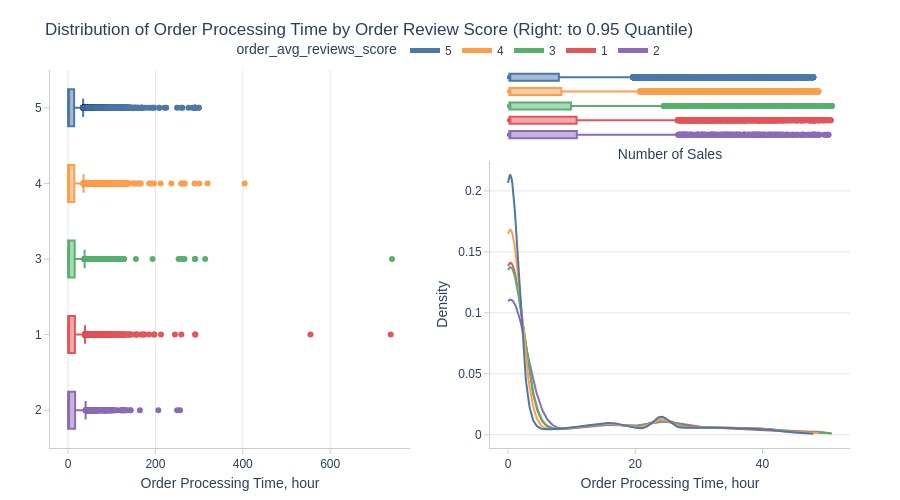 Distribution of Order Processing Time by Order Review Score (Right: to 0.95 Quantile)
order_avg_reviews_score 5 4 3 1 2
5
4
3
1
2
0 200 400 600
Order Processing Time, hour
Number of Sales
0.2
0.15
0.1
0.05
0
Density
0 20 40
Order Processing Time, hour